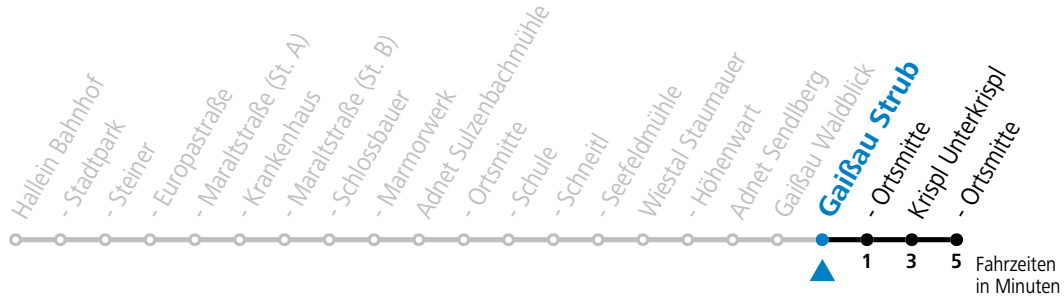 Hallein Bahnhof
- Stadtpark
- Steiner
- Europastraße
- Maraltstraße (St. A)
- Krankenhaus
- Maraltstraße (St. B)
- Schlossbauer
- Marmorwerk
Adnet Sulzenbachmühle
- Ortsmitte
- Schule
- Schmeitl
- Seefeldmühle
Wiestal Staumauer
- Höhenwart
Adnet Sendlberg
Gaißau Waldblick
Gaißau Strub
- Ortsmitte
Krispl Unterkrispl
- Ortsmitte
1 3 5 Fahrzeiten
in Minuten